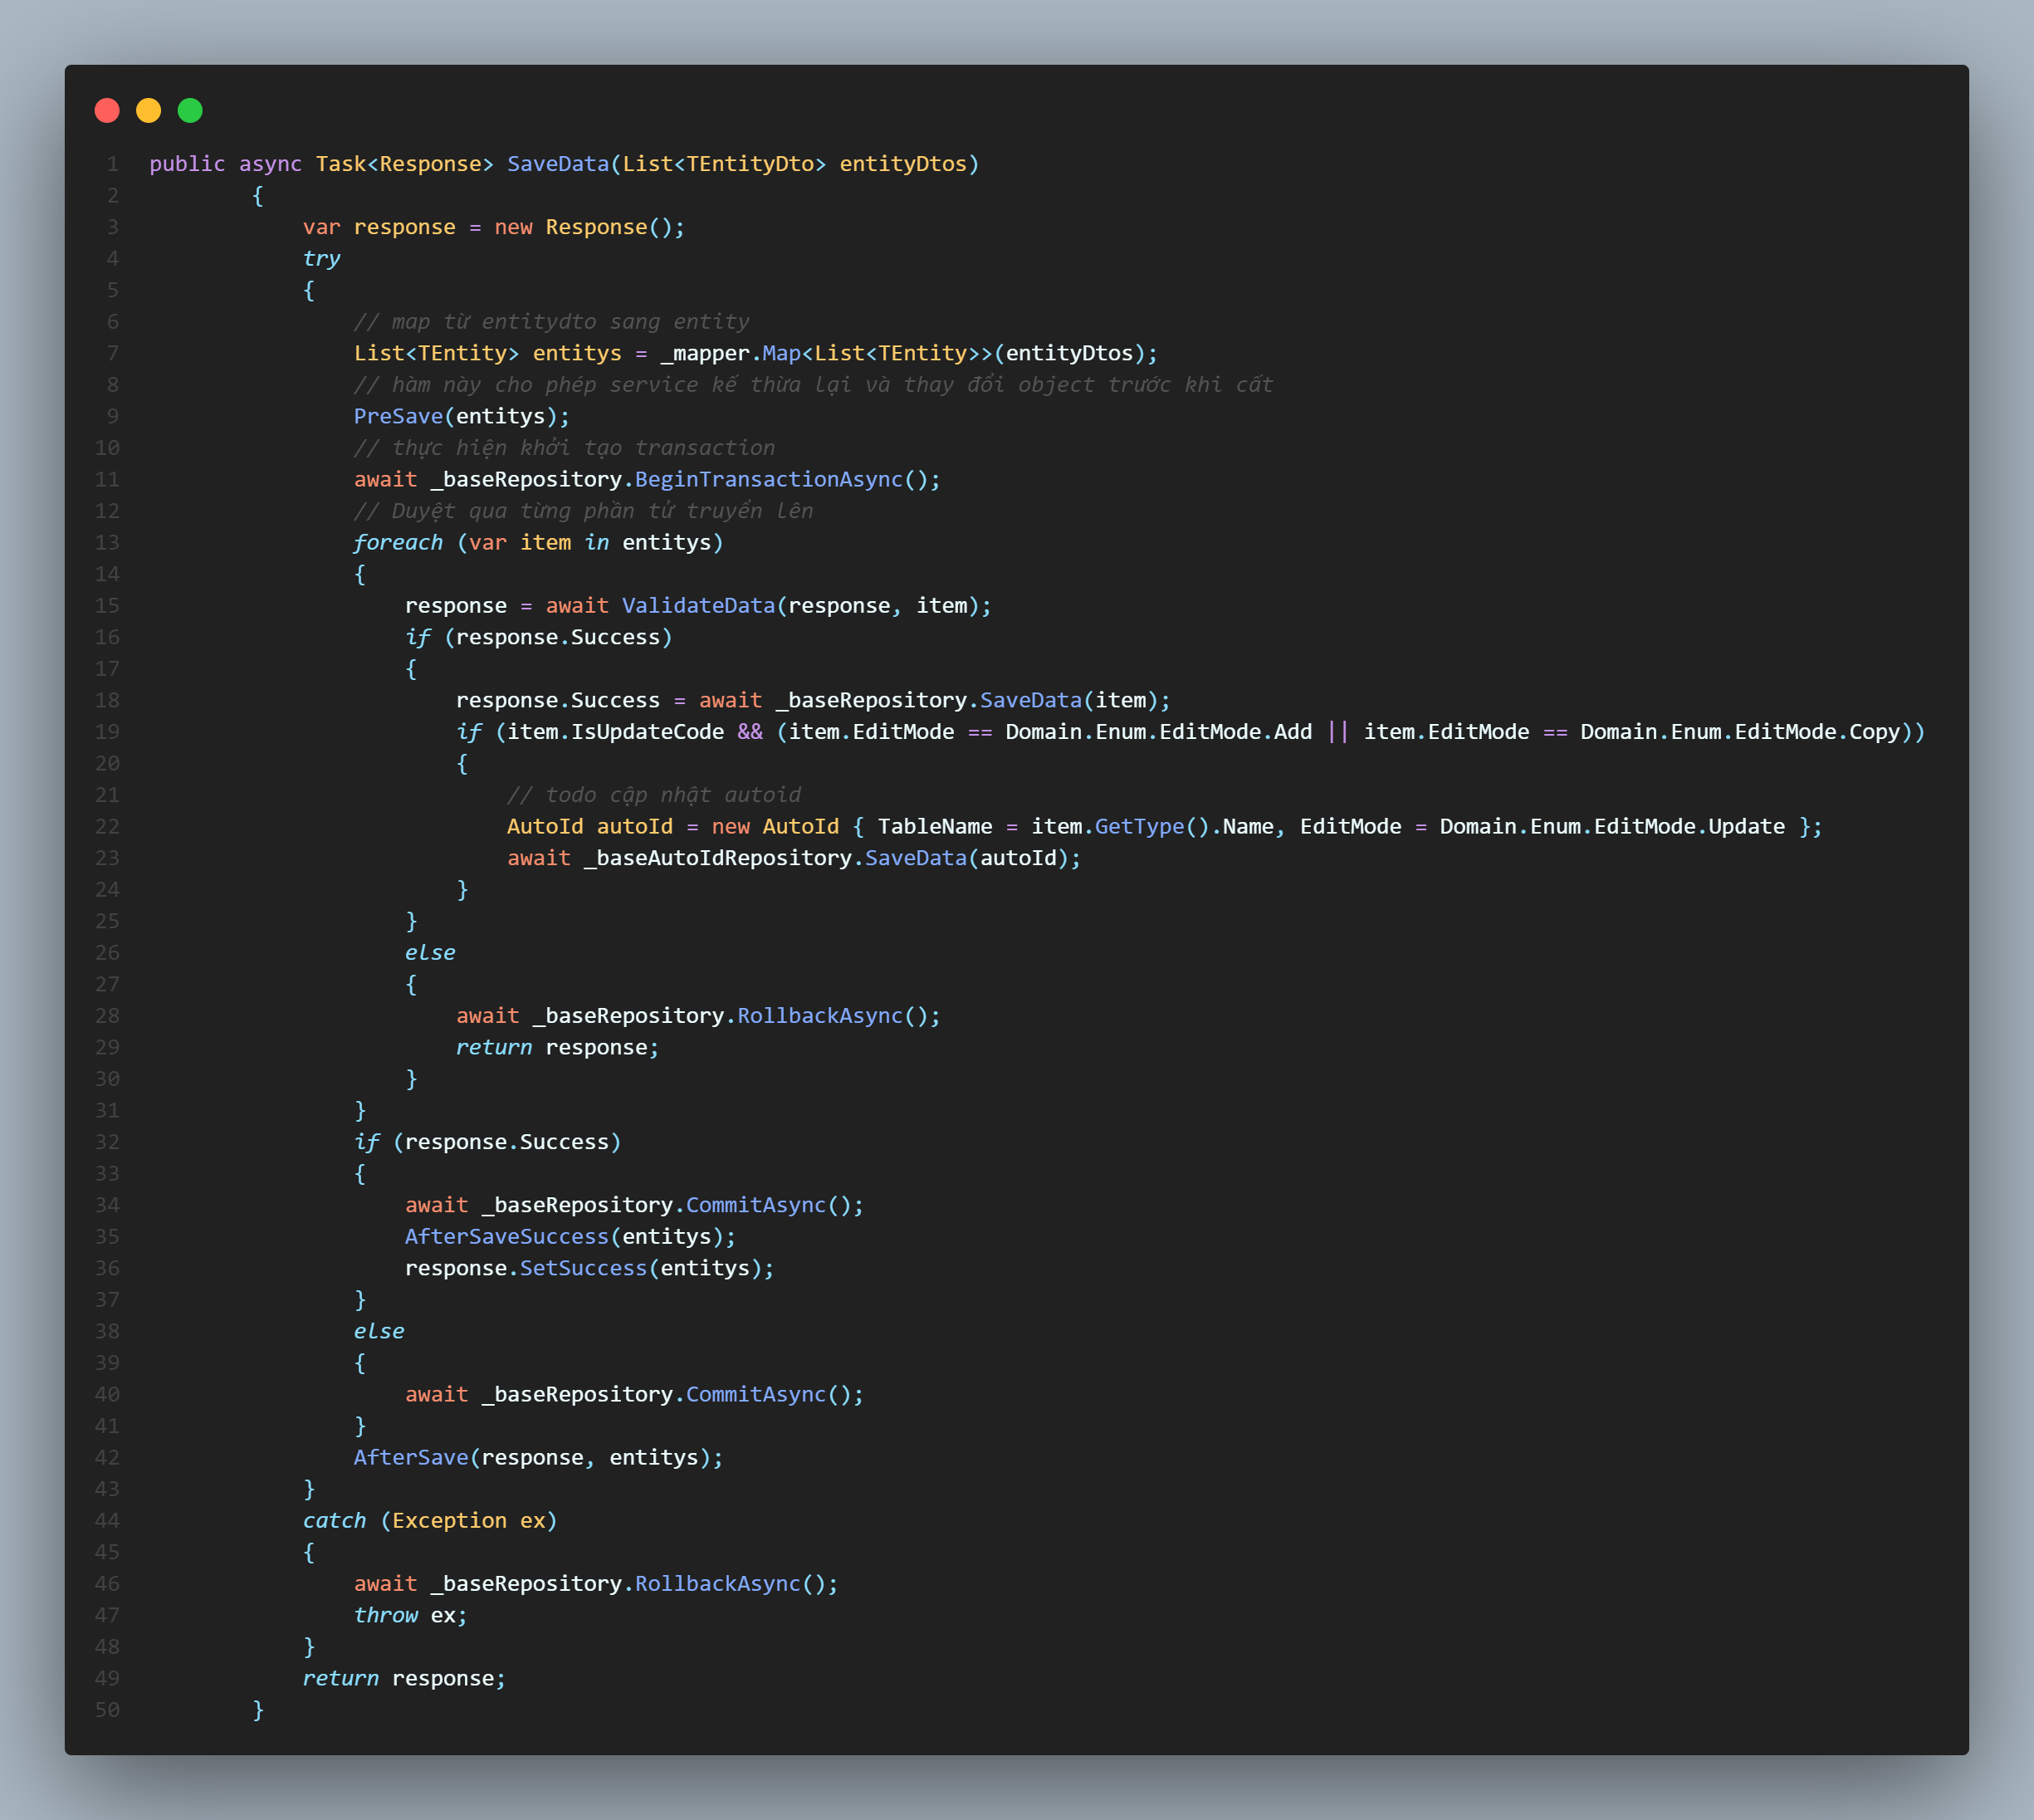 1 public async Task<Response> SaveData(List<TEntityDto> entityDtos)
2 {
3 var response = new Response();
4 try
5 {
6 // map từ entitydto sang entity
7 List<TEntity> entitys = _mapper.Map<List<TEntity>>(entityDtos);
8 // hàm này cho phép service kế thừa lại và thay đổi object trước khi cất
9 PreSave(entitys);
10 // thực hiện khởi tạo transaction
11 await _baseRepository.BeginTransactionAsync();
12 // Duyệt qua từng phần tử truyển lên
13 foreach (var item in entitys)
14 {
15 response = await ValidateData(response, item);
16 if (response.Success)
17 {
18 response.Success = await _baseRepository.SaveData(item);
19 if (item.IsUpdateCode && (item.EditMode == Domain.Enum.EditMode.Add || item.EditMode == Domain.Enum.EditMode.Copy))
20 {
21 // todo cập nhật autoid
22 AutoId autoId = new AutoId { TableName = item.GetType().Name, EditMode = Domain.Enum.EditMode.Update };
23 await _baseAutoIdRepository.SaveData(autoId);
24 }
25 }
26 else
27 {
28 await _baseRepository.RollbackAsync();
29 return response;
30 }
31 }
32 if (response.Success)
33 {
34 await _baseRepository.CommitAsync();
35 AfterSaveSuccess(entitys);
36 response.SetSuccess(entitys);
37 }
38 else
39 {
40 await _baseRepository.CommitAsync();
41 }
42 AfterSave(response, entitys);
43 }
44 catch (Exception ex)
45 {
46 await _baseRepository.RollbackAsync();
47 throw ex;
48 }
49 return response;
50 }